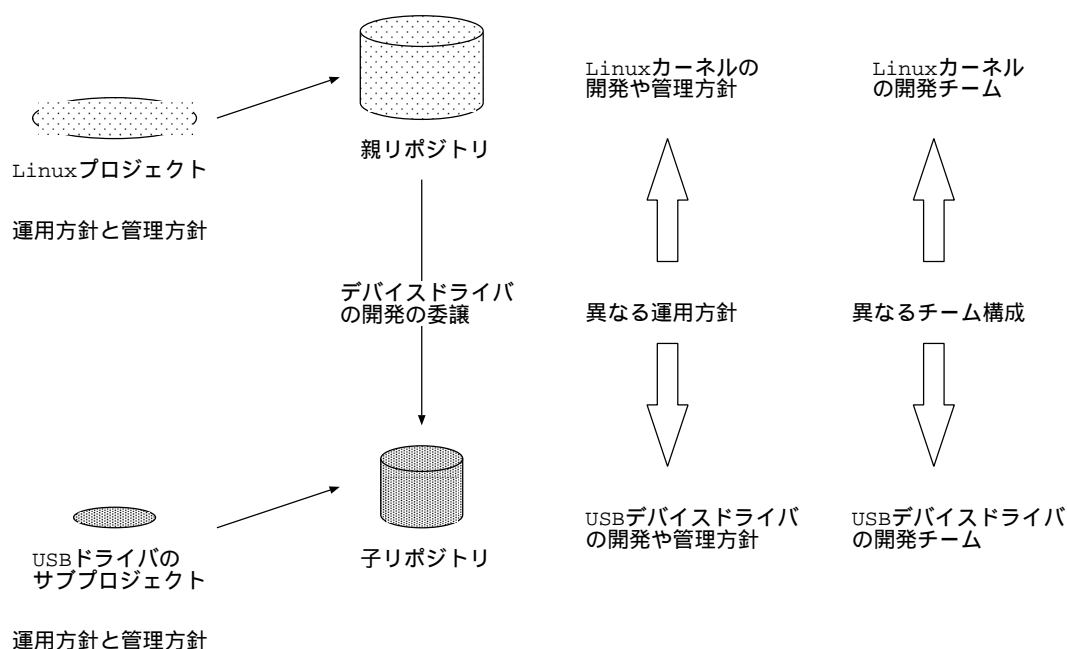 Linuxカーネルの
開発や管理方針
Linuxカーネル
の開発チーム
親リポジトリ
Linuxプロジェクト
運用方針と管理方針
デバイスドライバ
の開発の委譲
異なる運用方針
異なるチーム構成
USBデバイスドライバ
の開発や管理方針
USBデバイスドライバ
の開発チーム
子リポジトリ
USBドライバの
サブプロジェクト
運用方針と管理方針